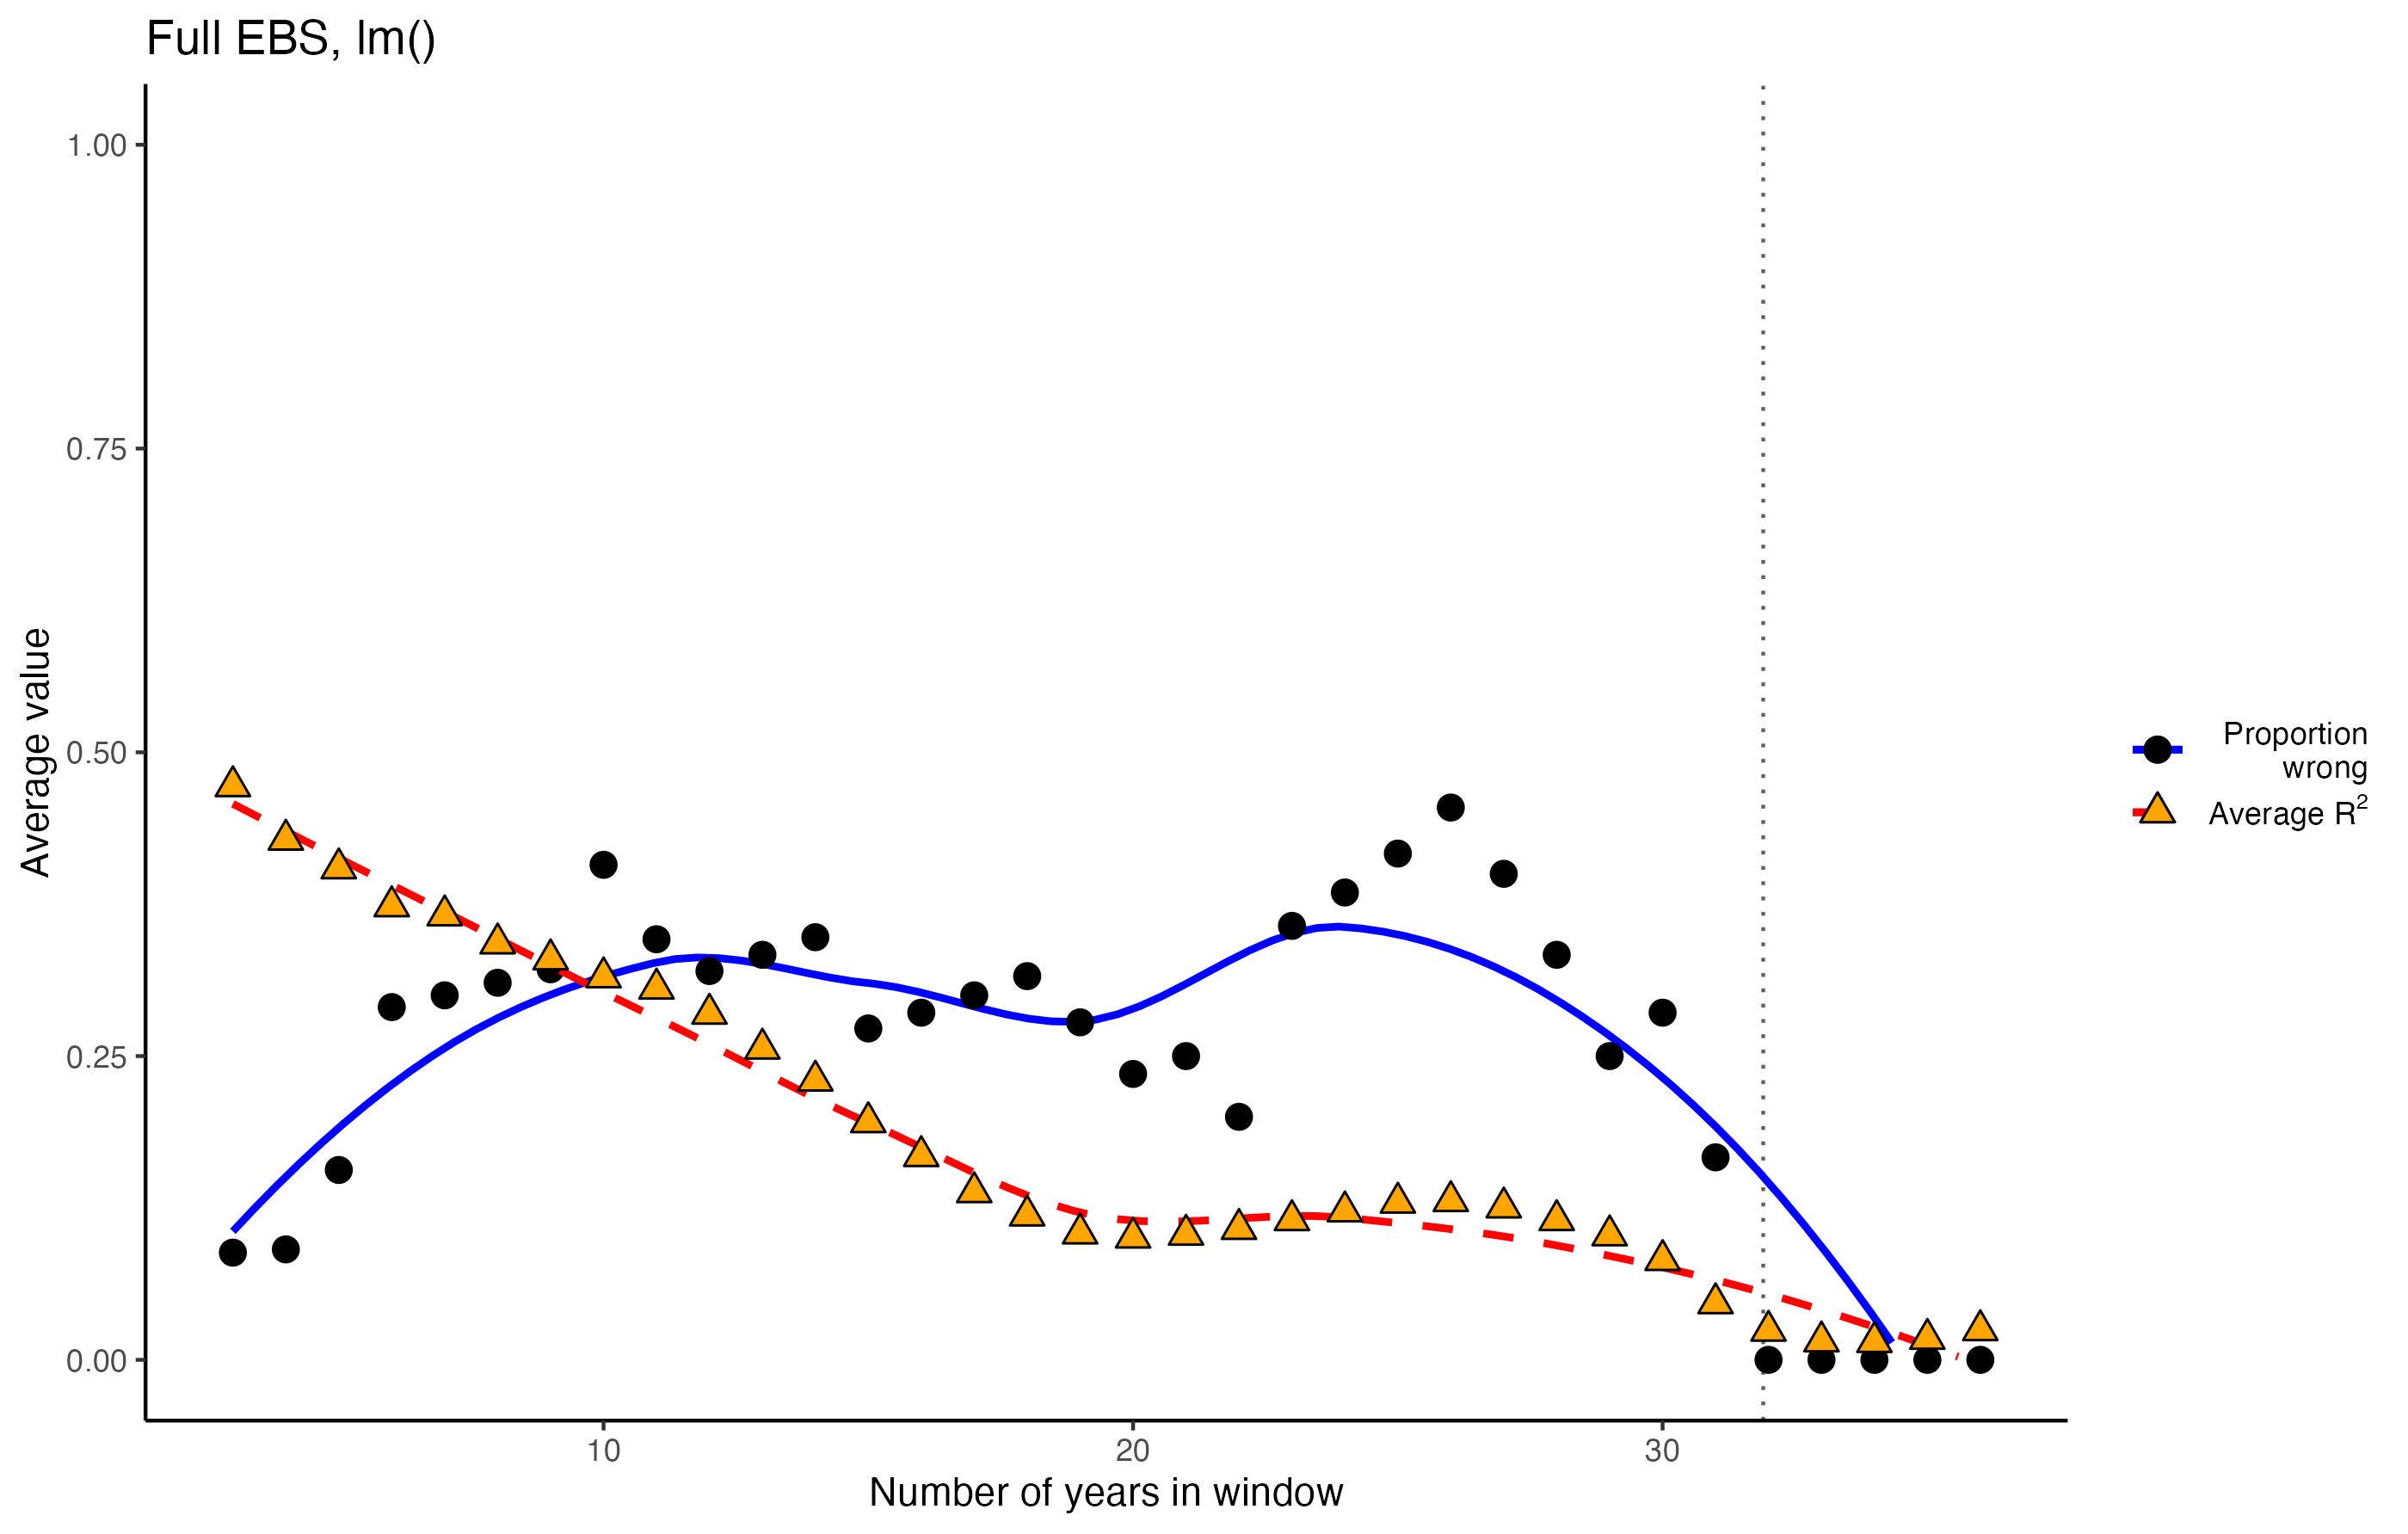 Full EBS, lm()
1.00
0.75
0.50
0.25
0.00
Average value
10
20
30
Number of years in window
Proportion
wrong
Average R²